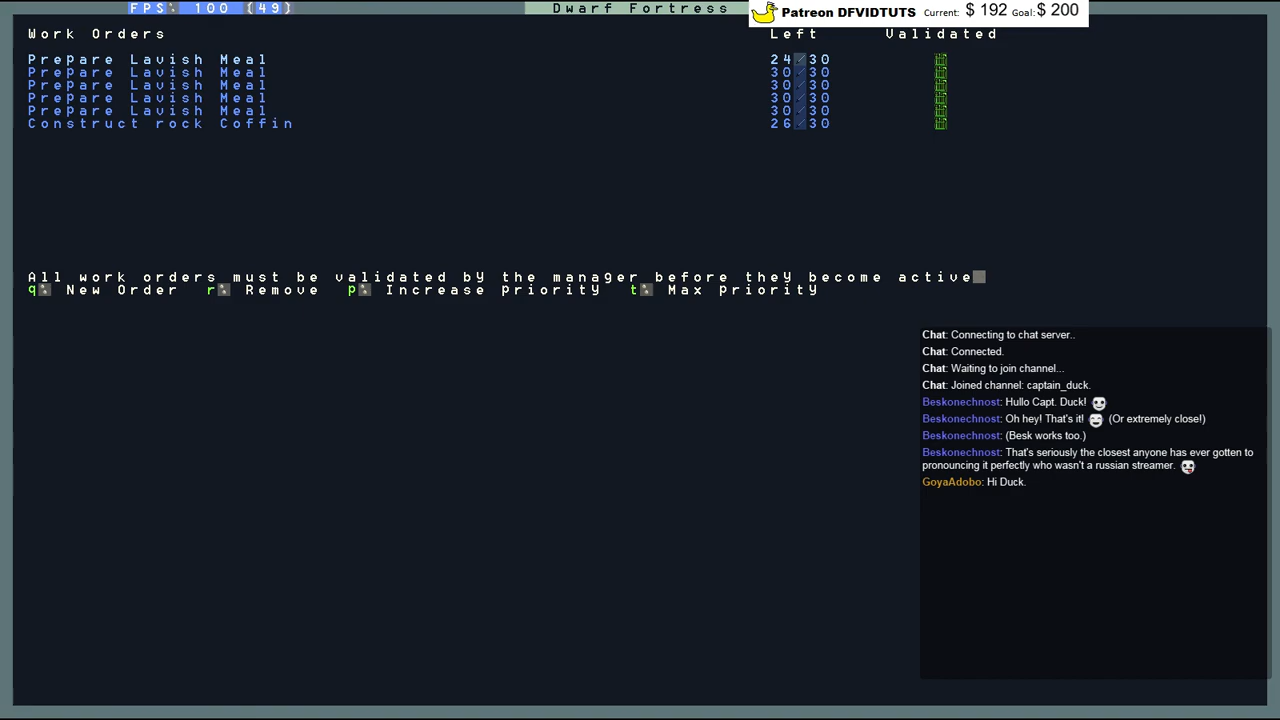 FPS: 100 (49)
Dwarf Fortress
Patreon DFVIDTUTS Current: $ 192 Goal: $ 200
Work Orders Left Validated
Prepare Lavish Meal 24/30
Prepare Lavish Meal 30/30
Prepare Lavish Meal 30/30
Prepare Lavish Meal 30/30
Prepare Lavish Meal 30/30
Construct rock Coffin 26/30
All work orders must be validated by the manager before they become active.
q: New Order r: Remove p: Increase priority t: Max priority
Chat: Connecting to chat server..
Chat: Connected.
Chat: Waiting to join channel...
Chat: Joined channel: captain_duck.
Beskonechnost: Hullo Capt. Duck!
Beskonechnost: Oh hey! That's it! (Or extremely close!)
Beskonechnost: (Besk works too.)
Beskonechnost: That's seriously the closest anyone has ever gotten to
pronouncing it perfectly who wasn't a russian streamer.
GoyaAdobo: Hi Duck.